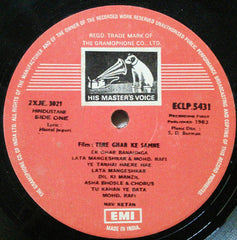 REGD. TRADE MARK OF
THE GRAMOPHONE CO., LTD.
HIS MASTER'S VOICE
2XJE. 3021
HINDUSTANI
SIDE ONE
Lyric :
Hasrat Jaipuri
ECLP.5431
RECORDING FIRST
PUBLISHED 1963
Music Dir.:
S. D. Burman
Film : TERE GHAR KE SAMNE
EK GHAR BANAUNGA
LATA MANGESHKAR & MOHD. RAFI
YE TANHAI HAERE HAE
LATA MANGESHKAR
DIL KI MANZIL
ASHA BHOSLE & CHORUS
TU KAHAN YE BATA
MOHD. RAFI
NAV KETAN
EMI
MADE IN INDIA.